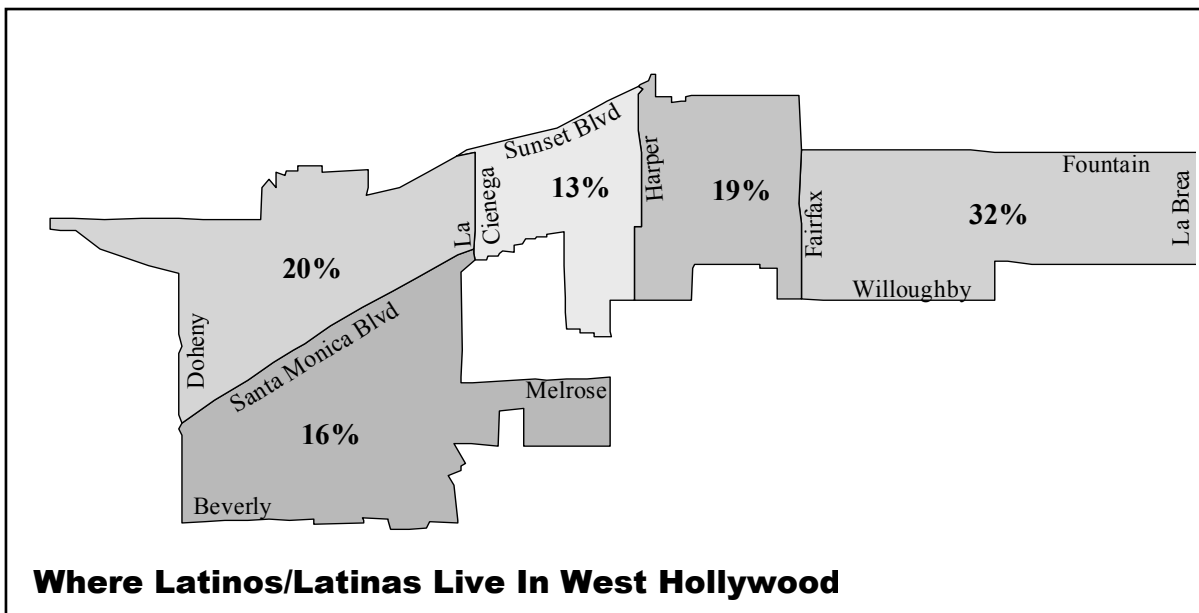 Sunset Blvd
Harper
Fountain
La
Cienega
13%
19%
Fairfax
32%
La Brea
20%
Willoughby
Doheny
Santa Monica Blvd
Melrose
16%
Beverly
Where Latinos/Latinas Live In West Hollywood